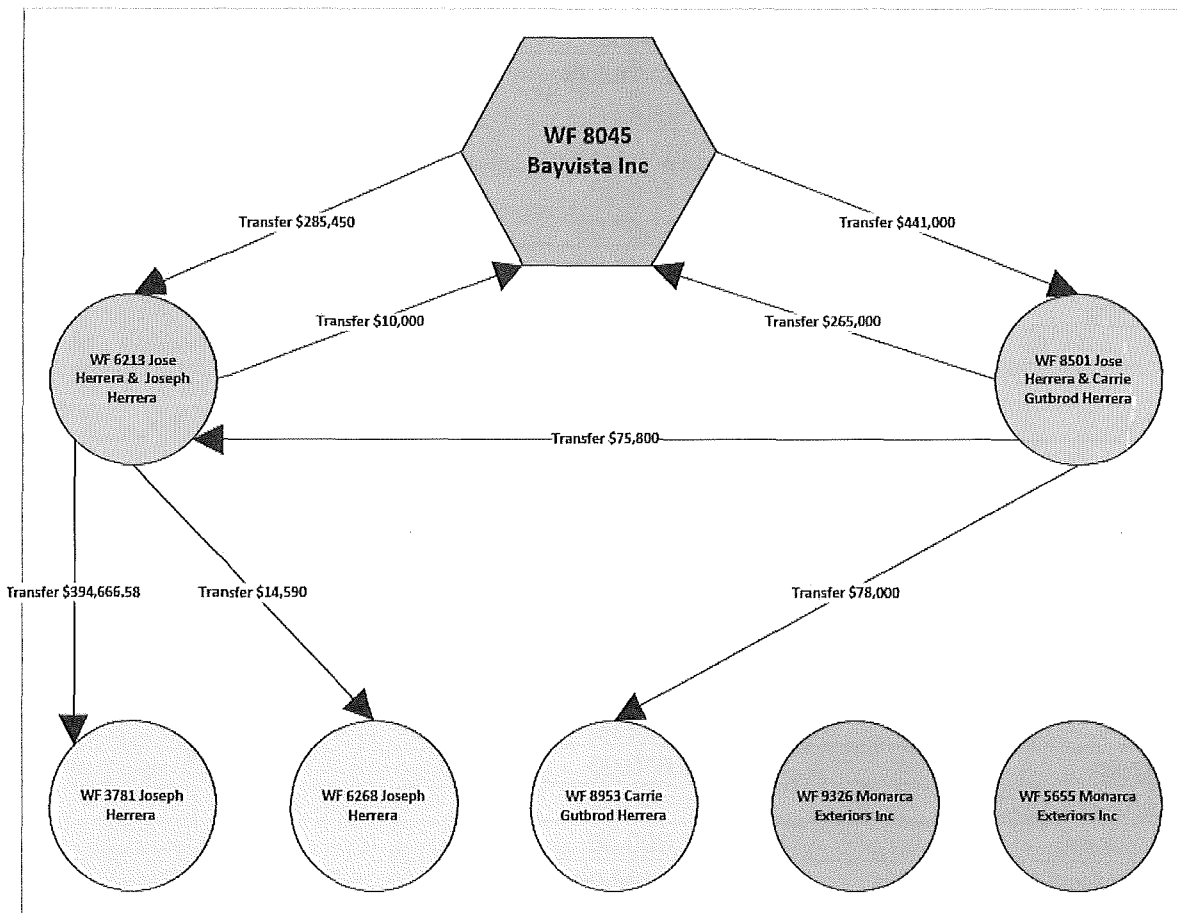 WF 8045
Bayvista Inc
Transfer $285,450
Transfer $441,000
Transfer $10,000
Transfer $265,000
WF 6213 Jose
Herrera & Joseph
Herrera
WF 8501 Jose
Herrera & Carrie
Gutbrod Herrera
Transfer $75,800
Transfer $394,666.58
Transfer $14,590
Transfer $78,000
WF 3781 Joseph
Herrera
WF 6268 Joseph
Herrera
WF 8953 Carrie
Gutbrod Herrera
WF 9326 Monarca
Exteriors Inc
WF 5655 Monarca
Exteriors Inc